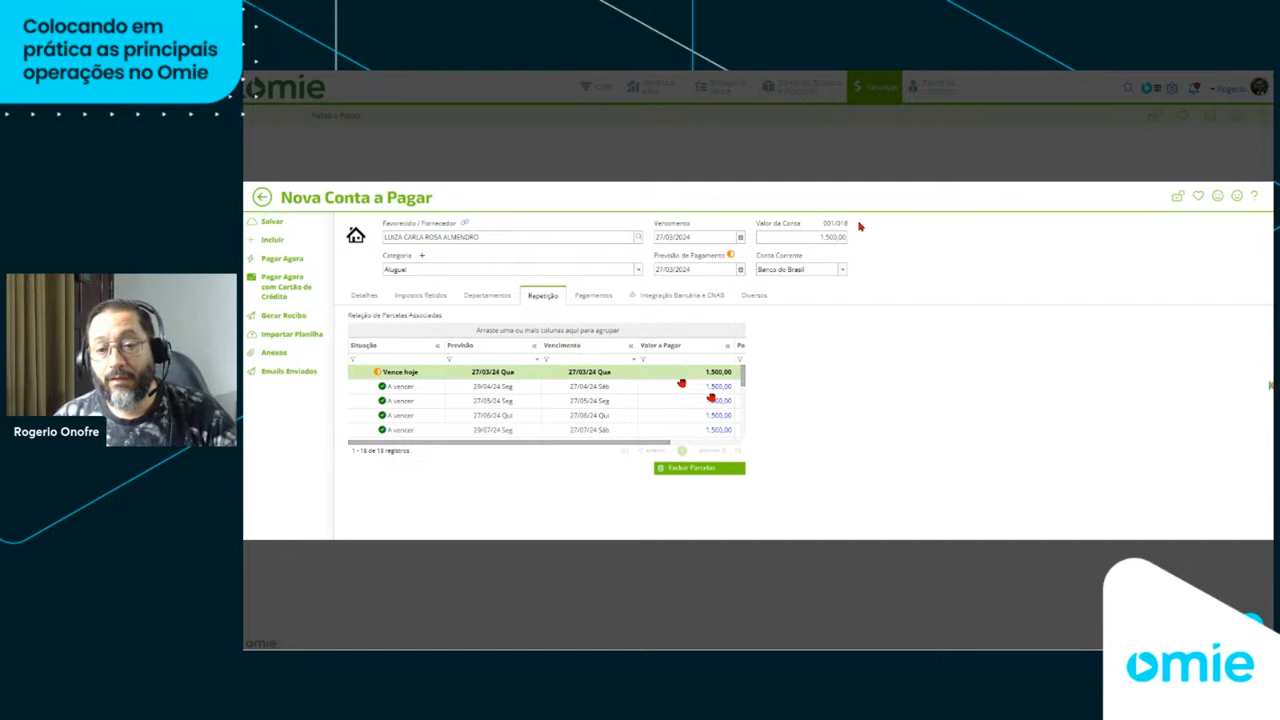 Colocando em
prática as principais
operações no Omie
omie
Rogerio
Nova Conta a Pagar
Salvar
Incluir
Pagar Agora
Pagar Agora
com Cartão de
Crédito
Gerar Recibo
Importar Planilha
Anexos
Emails Enviados
Favorecido / Fornecedor
LUIZA CARLA ROSA ALMENDRO
Categoria +
Aluguel
Vencimento
27/03/2024
Previsão de Pagamento
27/03/2024
Valor da Conta 001/018
1.500,00
Conta Corrente
Banco do Brasil
Detalhes Impostos Retidos Departamentos Repetição Pagamentos Integração Bancária e CNAB Diversos
Relação de Parcelas Associadas
Arraste uma ou mais colunas aqui para agrupar
Situação Previsão Vencimento Valor a Pagar Pa
Vence hoje 27/03/24 Qua 27/03/24 Qua 1.500,00
A vencer 29/04/24 Seg 27/04/24 Sáb 1.500,00
A vencer 27/05/24 Seg 27/05/24 Seg 00,00
A vencer 27/06/24 Qui 27/06/24 Qui 1.500,00
A vencer 29/07/24 Seg 27/07/24 Sáb 1.500,00
1 - 18 de 18 registros
Excluir Parcelas
Rogerio Onofre
omie
omie